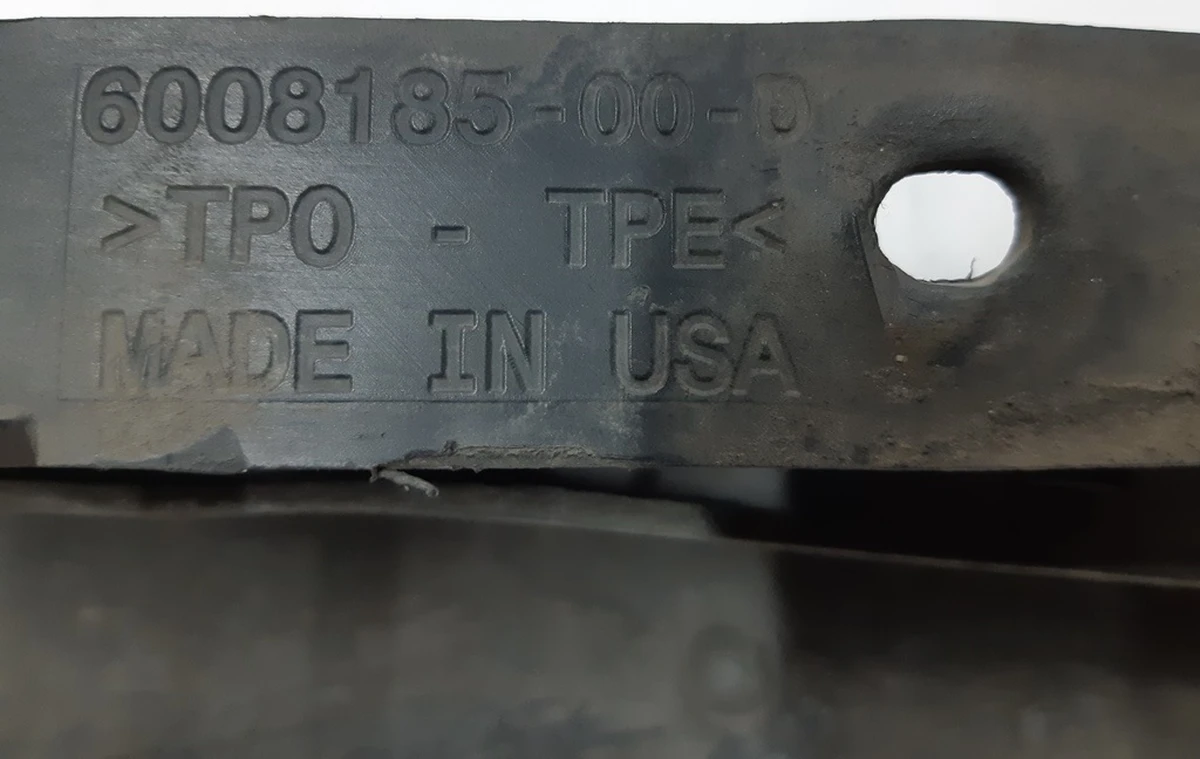 6008185-00-D
>TPO - TPE<
MADE IN USA